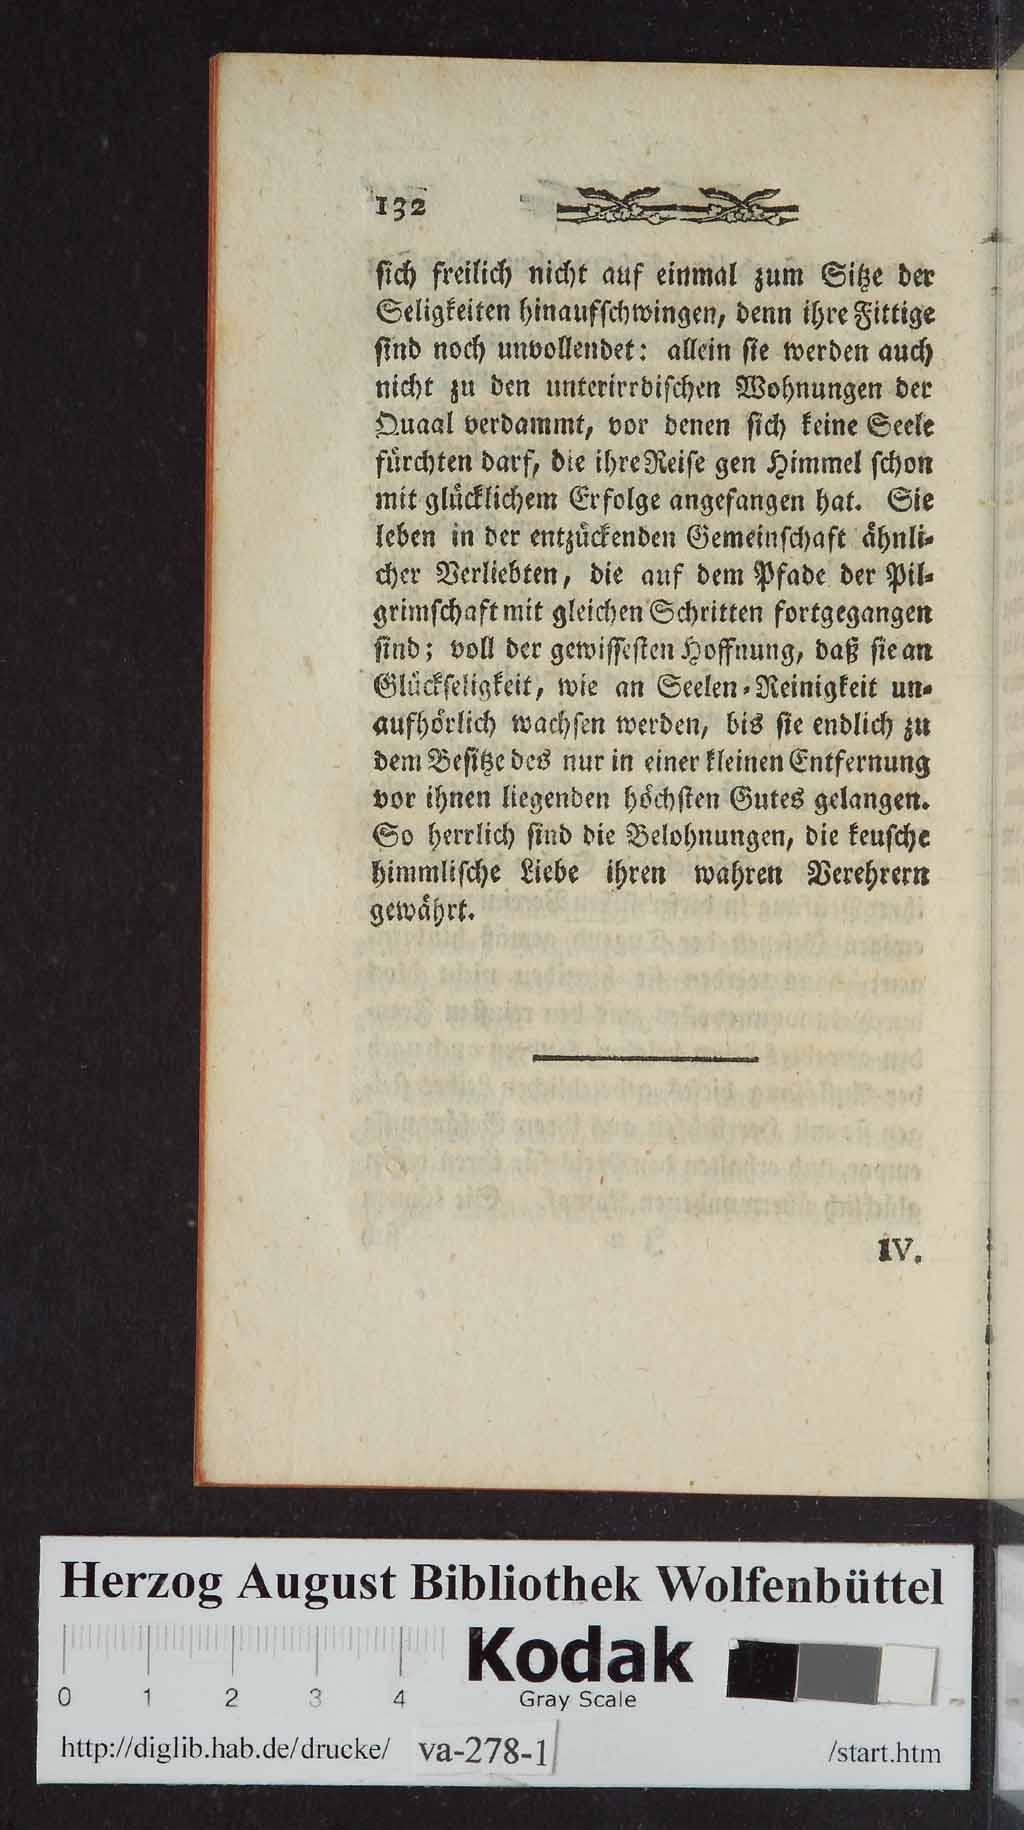 132
sich freilich nicht auf einmal zum Sitze der
Seligkeiten hinaufschwingen, denn ihre Fittige
sind noch unvollendet: allein sie werden auch
nicht zu den unterirrdischen Wohnungen der
Quaal verdammt, vor denen sich keine Seele
fürchten darf, die ihre Reise gen Himmel schon
mit glücklichem Erfolge angefangen hat. Sie
leben in der entzückenden Gemeinschaft ähnli-
cher Verliebten, die auf dem Pfade der Pil-
grimschaft mit gleichen Schritten fortgegangen
sind; voll der gewissesten Hoffnung, daß sie an
Glückseligkeit, wie an Seelen-Reinigkeit un-
aufhörlich wachsen werden, bis sie endlich zu
dem Besitze des nur in einer kleinen Entfernung
vor ihnen liegenden höchsten Gutes gelangen.
So herrlich sind die Belohnungen, die keusche
himmlische Liebe ihren wahren Verehrern
gewährt.
IV.
Herzog August Bibliothek Wolfenbüttel
Kodak
0 1 2 3 4 Gray Scale
http://diglib.hab.de/drucke/ va-278-1 /start.htm